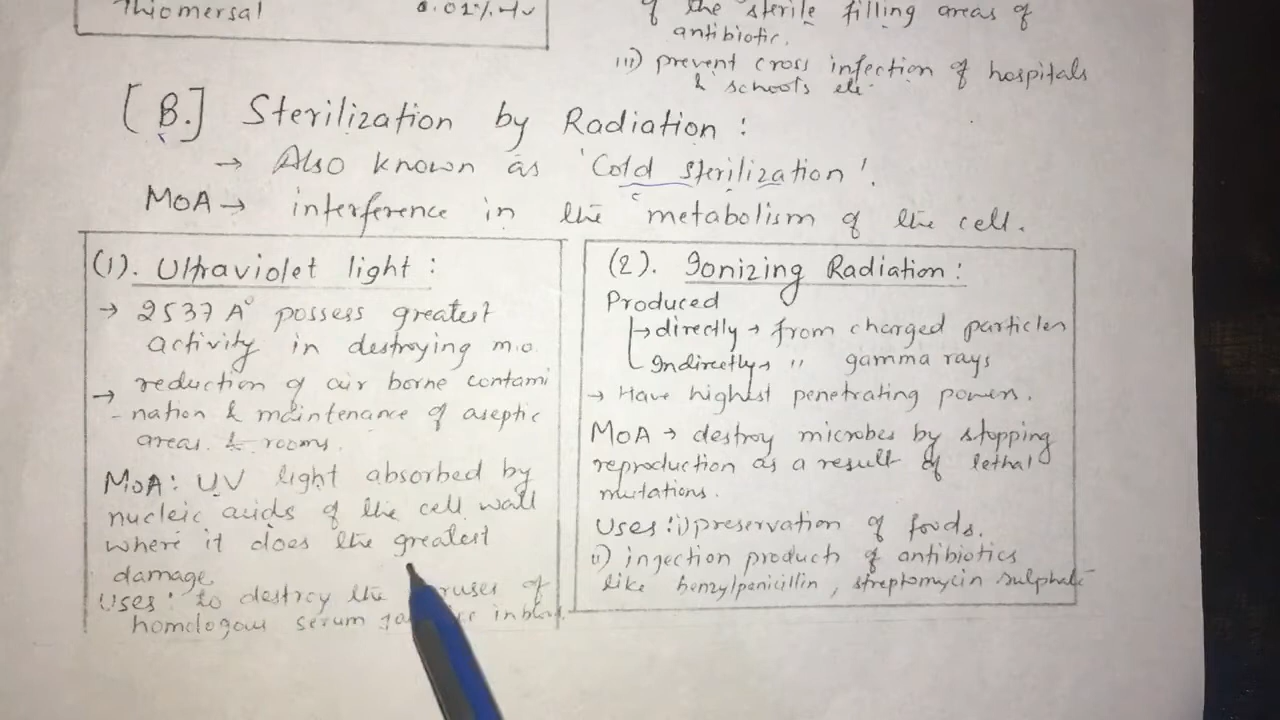 Thiomersal 0.02% w/v
of the sterile filling areas of
antibiotic.
iii) prevent cross infection of hospitals
& schools etc.
[B.] Sterilization by Radiation :
→ Also known as 'Cold sterilization'.
MOA → interference in the metabolism of the cell.
(1). Ultraviolet light :
→ 2537 A° possess greatest
activity in destroying m.o.
→ reduction of air borne contami
-nation & maintenance of aseptic
areas & rooms.
MOA: UV light absorbed by
nucleic acids of the cell wall
where it does the greatest
damage
Uses : to destroy the
of
homologous serum
in blood.
(2). Ionizing Radiation :
Produced
↳ directly → from charged particles
↳ Indirectly → " gamma rays
→ Have highest penetrating power.
MOA → destroy microbes by stopping
reproduction as a result of lethal
mutations.
Uses : i) preservation of foods.
ii) injection products of antibiotics
like benzylpenicillin, streptomycin sulphate